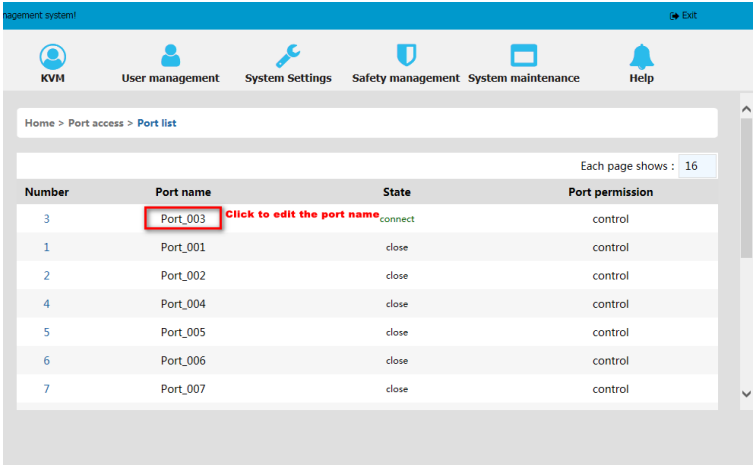 nagement system! Exit
KVM User management System Settings Safety management System maintenance Help
Home > Port access > Port list
Each page shows : 16
Number Port name State Port permission
3 Port_003 Click to edit the port name connect control
1 Port_001 close control
2 Port_002 close control
4 Port_004 close control
5 Port_005 close control
6 Port_006 close control
7 Port_007 close control